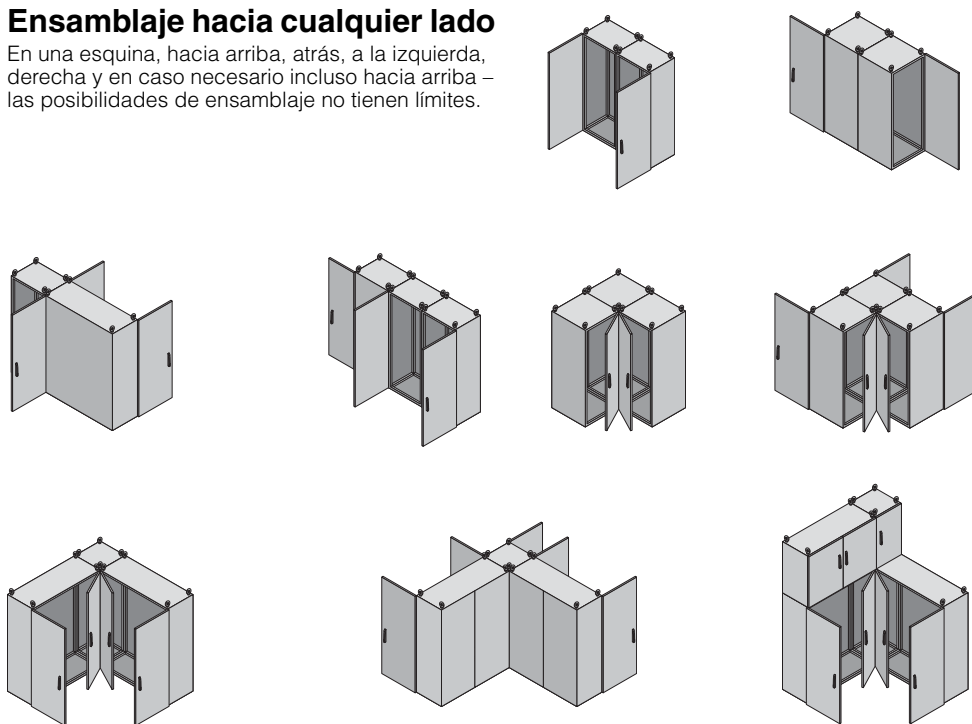 Ensamblaje hacia cualquier lado
En una esquina, hacia arriba, atrás, a la izquierda,
derecha y en caso necesario incluso hacia arriba –
las posibilidades de ensamblaje no tienen límites.